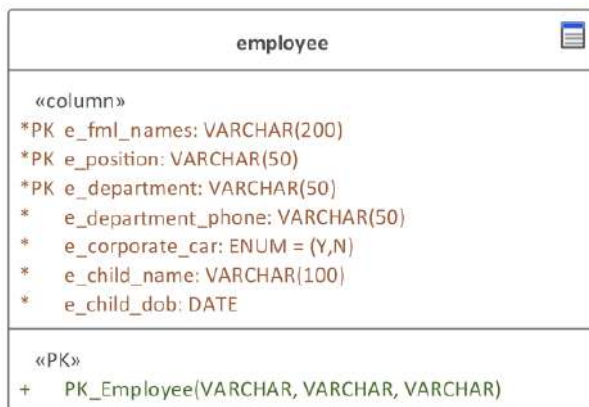 employee
«column»
*PK e_fml_names: VARCHAR(200)
*PK e_position: VARCHAR(50)
*PK e_department: VARCHAR(50)
* e_department_phone: VARCHAR(50)
* e_corporate_car: ENUM = (Y,N)
* e_child_name: VARCHAR(100)
* e_child_dob: DATE
«PK»
+ PK_Employee(VARCHAR, VARCHAR, VARCHAR)